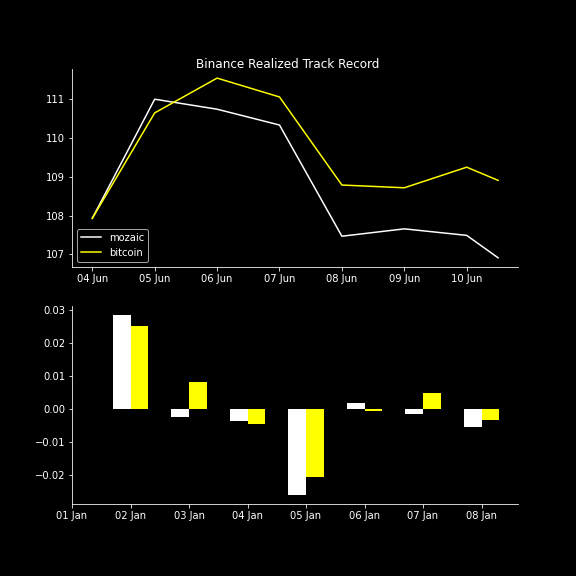 Binance Realized Track Record
111
110
109
108
107
mozaic
bitcoin
04 Jun 05 Jun 06 Jun 07 Jun 08 Jun 09 Jun 10 Jun
0.03
0.02
0.01
0.00
−0.01
−0.02
01 Jan 02 Jan 03 Jan 04 Jan 05 Jan 06 Jan 07 Jan 08 Jan